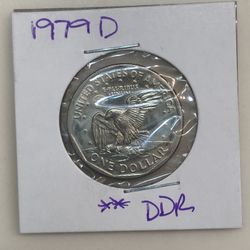 1979 D
UNITED STATES OF AMERICA
E PLURIBUS
UNUM
ONE DOLLAR
** DDR